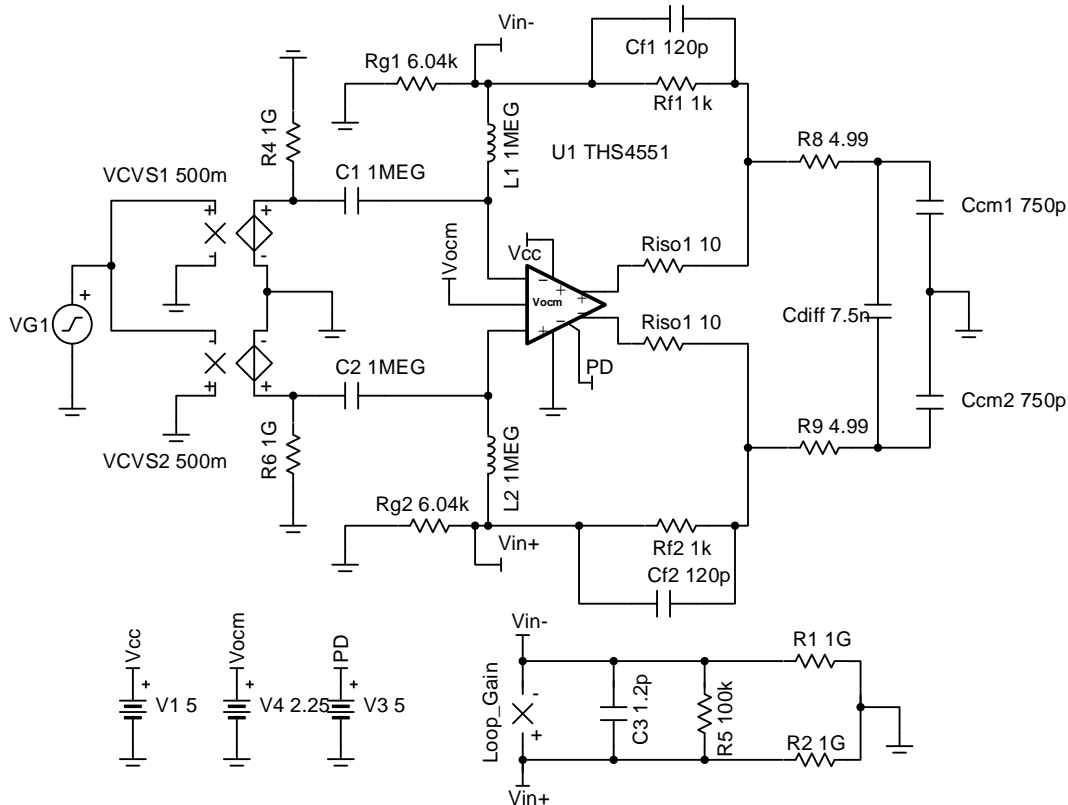 Vin-
Cf1 120p
Rg1 6.04k
Rf1 1k
R4 1G
L1 1MEG
U1 THS4551
R8 4.99
VCVS1 500m
C1 1MEG
Ccm1 750p
+
-
+
-
Vocm
Vcc
Riso1 10
VG1
+
Vocm
−
+
+
−
−
+
Cdiff 7.5n
Riso1 10
PD
-
+
-
+
C2 1MEG
R9 4.99
Ccm2 750p
VCVS2 500m
R6 1G
L2 1MEG
Rg2 6.04k
Vin+
Rf2 1k
Cf2 120p
Vcc
+
V1 5
Vocm
+
V4 2.25
PD
+
V3 5
Vin-
R1 1G
Loop_Gain
-
+
C3 1.2p
R5 100k
R2 1G
Vin+